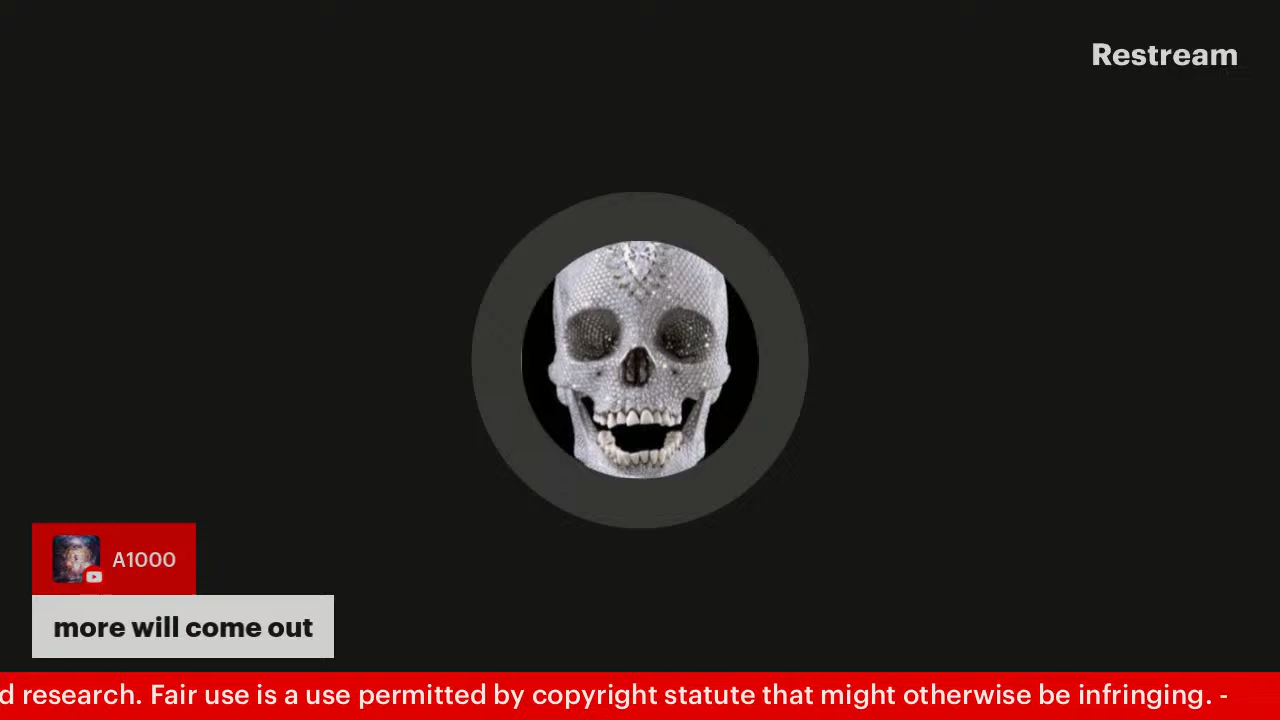 Restream
A1000
more will come out
d research. Fair use is a use permitted by copyright statute that might otherwise be infringing. -